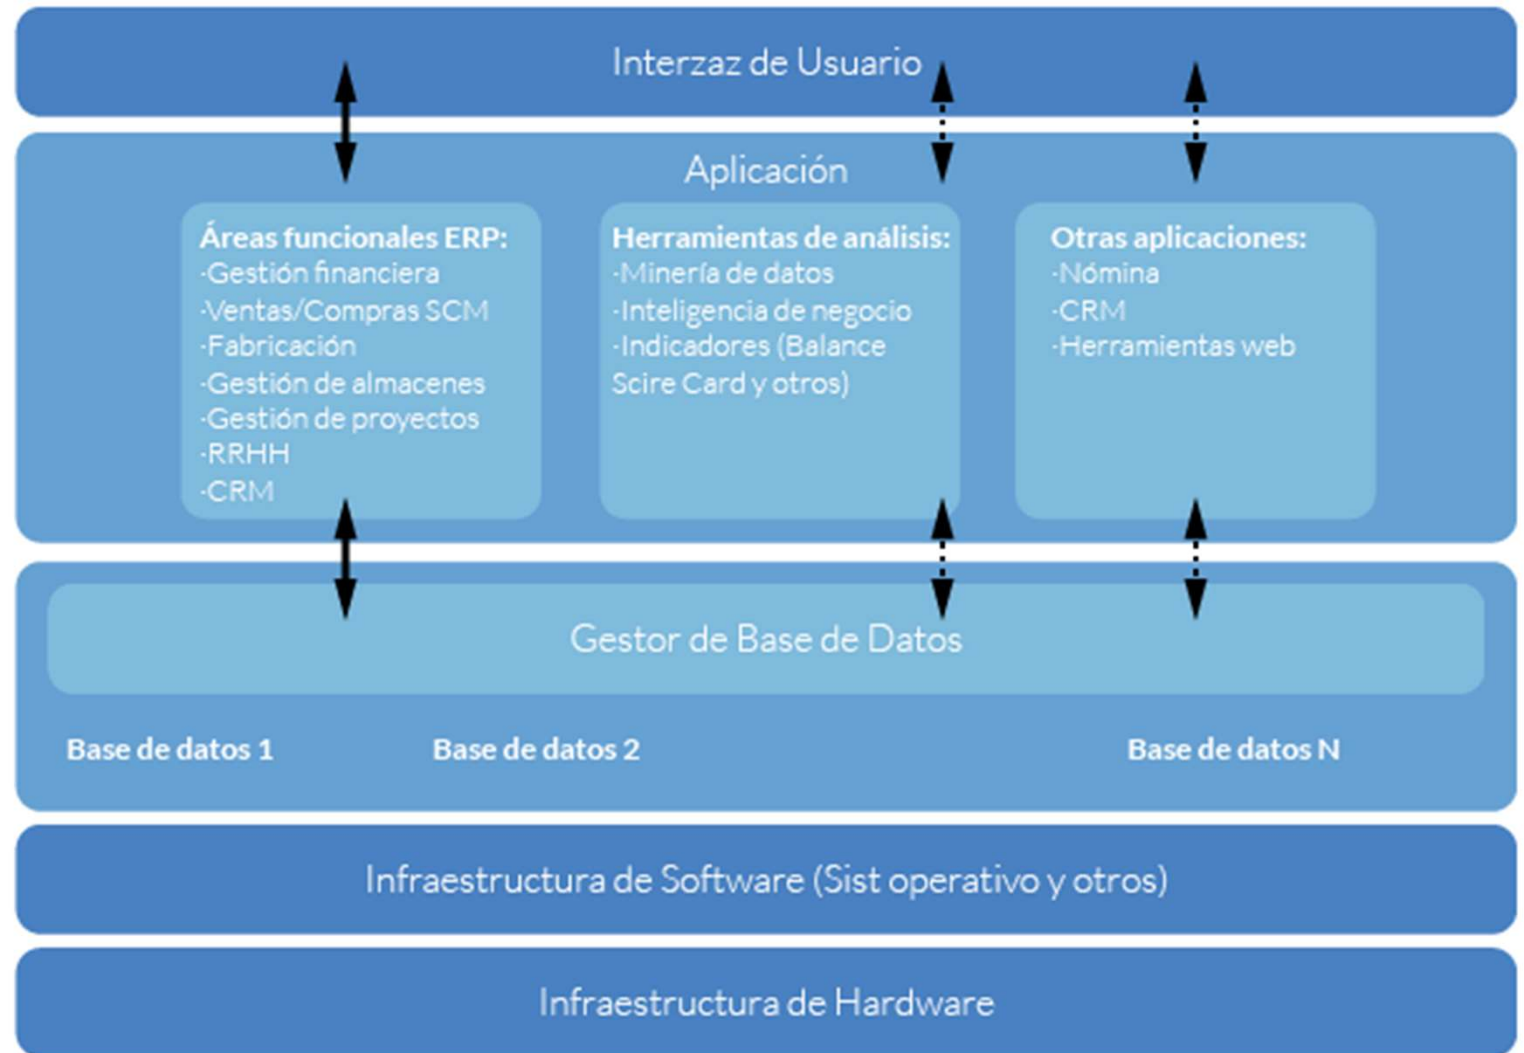 Interzaz de Usuario
Aplicación
Áreas funcionales ERP:
·Gestión financiera
·Ventas/Compras SCM
·Fabricación
·Gestión de almacenes
·Gestión de proyectos
·RRHH
·CRM
Herramientas de análisis:
·Minería de datos
·Inteligencia de negocio
·Indicadores (Balance
Scire Card y otros)
Otras aplicaciones:
·Nómina
·CRM
·Herramientas web
Gestor de Base de Datos
Base de datos 1
Base de datos 2
Base de datos N
Infraestructura de Software (Sist operativo y otros)
Infraestructura de Hardware